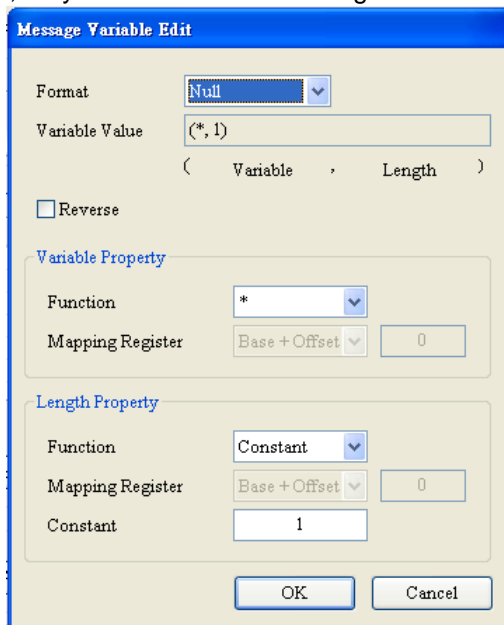 Message Variable Edit
Format Null
Variable Value (*, 1)
( Variable , Length )
Reverse
Variable Property
Function *
Mapping Register Base + Offset 0
Length Property
Function Constant
Mapping Register Base + Offset 0
Constant 1
OK Cancel